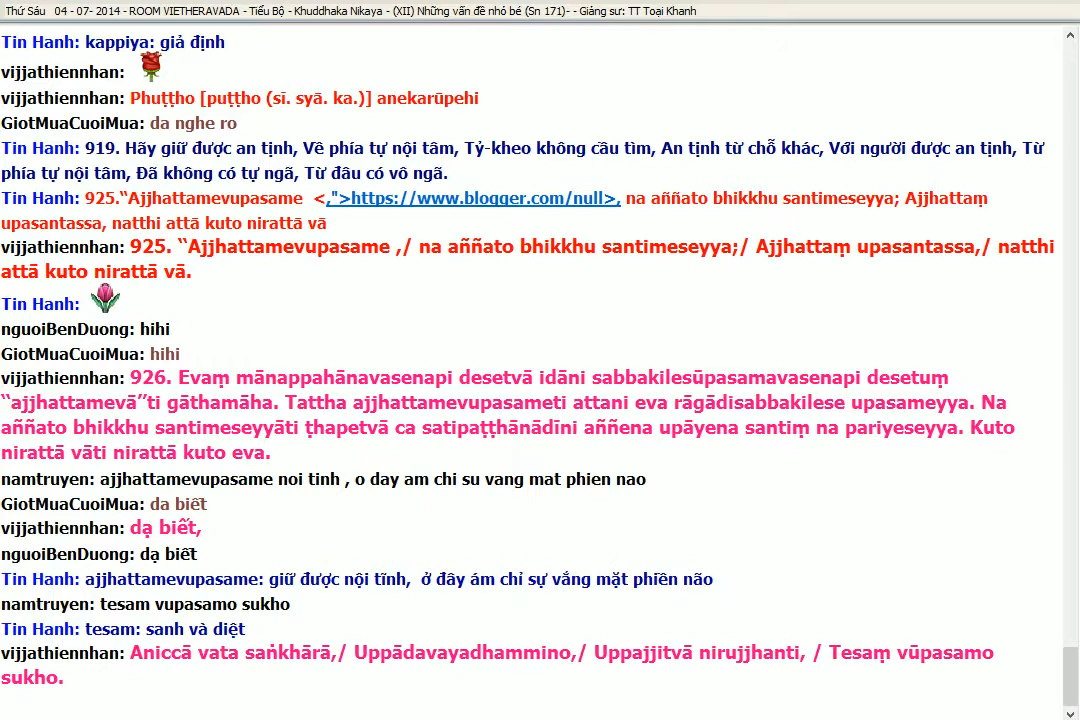 Thứ Sáu   04 - 07- 2014 - ROOM VIETHERAVADA - Tiểu Bộ - Khuddhaka Nikaya - (XII) Những vấn đề nhỏ bé (Sn 171)- - Giảng sư: TT Toại Khanh
Tin Hanh: kappiya: giả định
vijjathiennhan:
vijjathiennhan: Phuṭṭho [puṭṭho (sī. syā. ka.)] anekarūpehi
GiotMuaCuoiMua: da nghe ro
Tin Hanh: 919. Hãy giữ được an tịnh, Về phía tự nội tâm, Tỷ-kheo không cầu tìm, An tịnh từ chỗ khác, Với người được an tịnh, Từ
phía tự nội tâm, Đã không có tự ngã, Từ đâu có vô ngã.
Tin Hanh: 925.“Ajjhattamevupasame  <,">https://www.blogger.com/null>, na aññato bhikkhu santimeseyya; Ajjhattaṃ
upasantassa, natthi attā kuto nirattā vā
vijjathiennhan: 925. ‘‘Ajjhattamevupasame ,/ na aññato bhikkhu santimeseyya;/ Ajjhattaṃ upasantassa,/ natthi
attā kuto nirattā vā.
Tin Hanh:
nguoiBenDuong: hihi
GiotMuaCuoiMua: hihi
vijjathiennhan: 926. Evaṃ mānappahānavasenapi desetvā idāni sabbakilesūpasamavasenapi desetuṃ
‘‘ajjhattamevā’’ti gāthamāha. Tattha ajjhattamevupasameti attani eva rāgādisabbakilese upasameyya. Na
aññato bhikkhu santimeseyyāti ṭhapetvā ca satipaṭṭhānādīni aññena upāyena santiṃ na pariyeseyya. Kuto
nirattā vāti nirattā kuto eva.
namtruyen: ajjhattamevupasame noi tinh , o day am chi su vang mat phien nao
GiotMuaCuoiMua: da biết
vijjathiennhan: dạ biết,
nguoiBenDuong: dạ biết
Tin Hanh: ajjhattamevupasame: giữ được nội tĩnh,  ở đây ám chỉ sự vắng mặt phiền não
namtruyen: tesam vupasamo sukho
Tin Hanh: tesam: sanh và diệt
vijjathiennhan: Aniccā vata saṅkhārā,/ Uppādavayadhammino,/ Uppajjitvā nirujjhanti, / Tesaṃ vūpasamo
sukho.